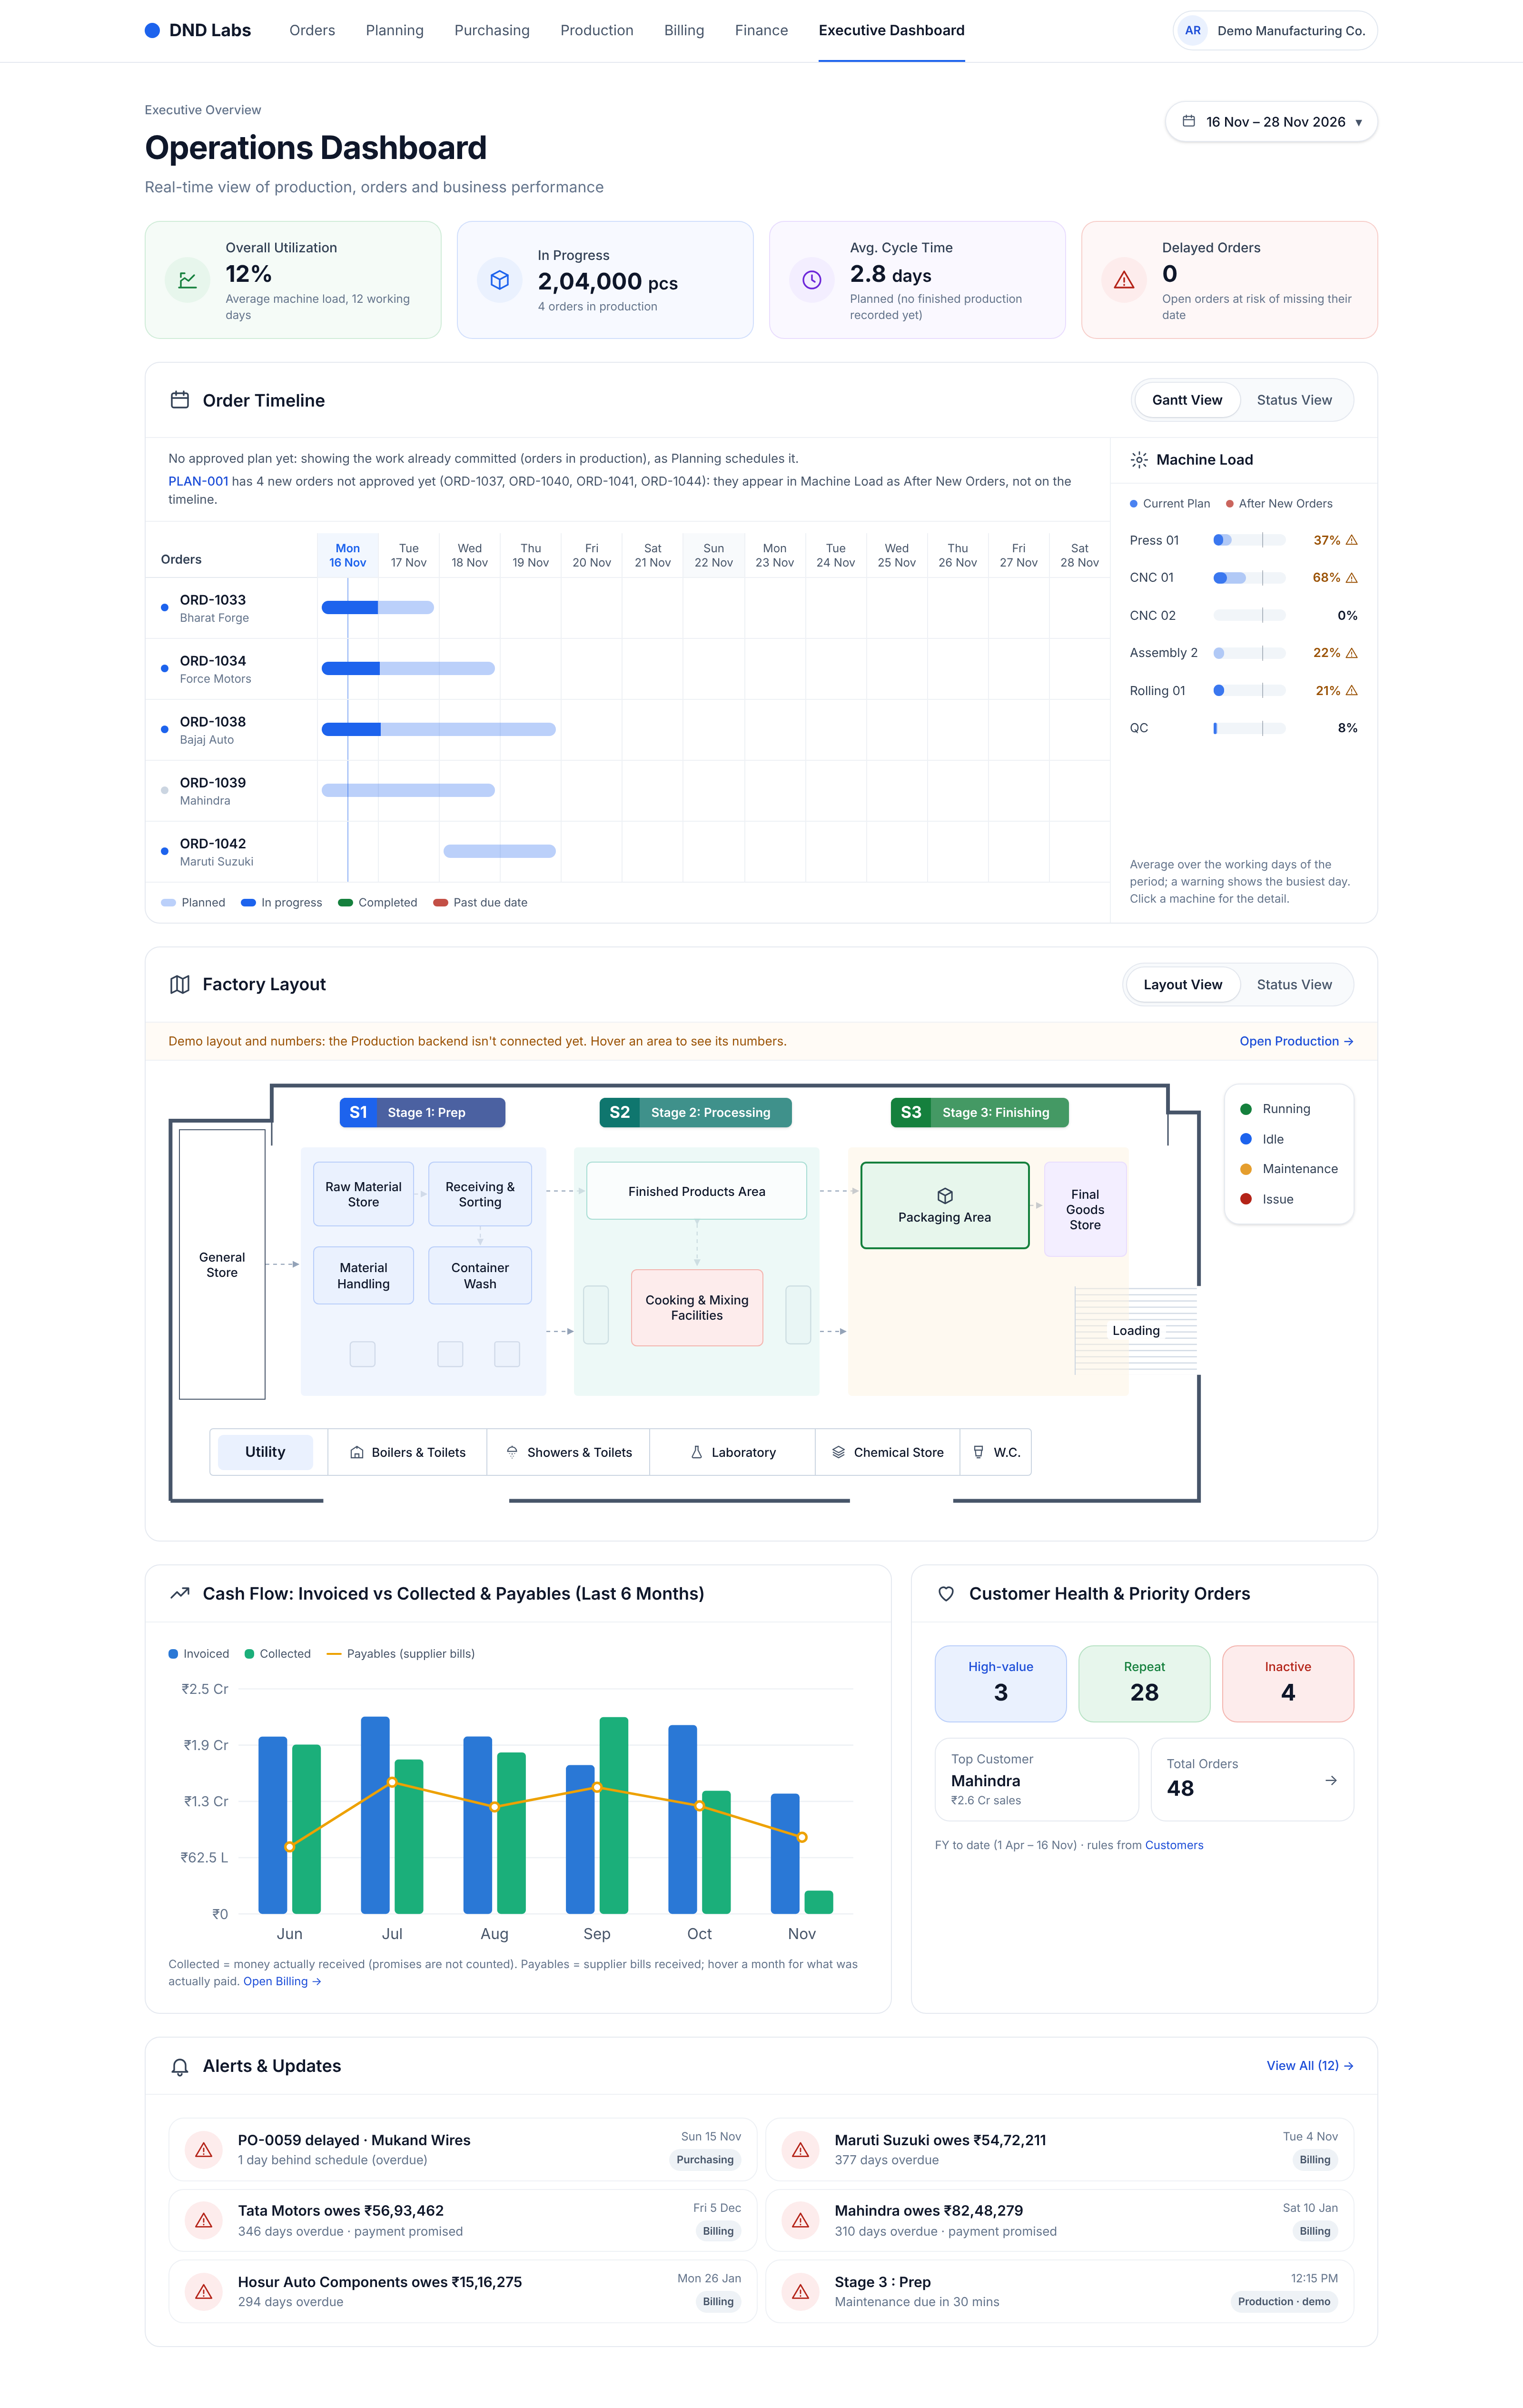 DND Labs
Orders
Planning
Purchasing
Production
Billing
Finance
Executive Dashboard
AR
Demo Manufacturing Co.
Executive Overview
Operations Dashboard
Real-time view of production, orders and business performance
16 Nov – 28 Nov 2026 ▾
Overall Utilization
12%
Average machine load, 12 working
days
In Progress
2,04,000 pcs
4 orders in production
Avg. Cycle Time
2.8 days
Planned (no finished production
recorded yet)
Delayed Orders
0
Open orders at risk of missing their
date
Order Timeline
Gantt View
Status View
No approved plan yet: showing the work already committed (orders in production), as Planning schedules it.
PLAN-001 has 4 new orders not approved yet (ORD-1037, ORD-1040, ORD-1041, ORD-1044): they appear in Machine Load as After New Orders, not on the
timeline.
Orders
Mon
16 Nov
Tue
17 Nov
Wed
18 Nov
Thu
19 Nov
Fri
20 Nov
Sat
21 Nov
Sun
22 Nov
Mon
23 Nov
Tue
24 Nov
Wed
25 Nov
Thu
26 Nov
Fri
27 Nov
Sat
28 Nov
ORD-1033
Bharat Forge
ORD-1034
Force Motors
ORD-1038
Bajaj Auto
ORD-1039
Mahindra
ORD-1042
Maruti Suzuki
Planned
In progress
Completed
Past due date
Machine Load
Current Plan
After New Orders
Press 01
37%
CNC 01
68%
CNC 02
0%
Assembly 2
22%
Rolling 01
21%
QC
8%
Average over the working days of the
period; a warning shows the busiest day.
Click a machine for the detail.
Factory Layout
Layout View
Status View
Demo layout and numbers: the Production backend isn't connected yet. Hover an area to see its numbers.
Open Production →
S1
Stage 1: Prep
S2
Stage 2: Processing
S3
Stage 3: Finishing
Running
Idle
Maintenance
Issue
General
Store
Raw Material
Store
Receiving &
Sorting
Material
Handling
Container
Wash
Finished Products Area
Cooking & Mixing
Facilities
Packaging Area
Final
Goods
Store
Loading
Utility
Boilers & Toilets
Showers & Toilets
Laboratory
Chemical Store
W.C.
Cash Flow: Invoiced vs Collected & Payables (Last 6 Months)
Invoiced
Collected
Payables (supplier bills)
₹2.5 Cr
₹1.9 Cr
₹1.3 Cr
₹62.5 L
₹0
Jun
Jul
Aug
Sep
Oct
Nov
Collected = money actually received (promises are not counted). Payables = supplier bills received; hover a month for what was
actually paid. Open Billing →
Customer Health & Priority Orders
High-value
3
Repeat
28
Inactive
4
Top Customer
Mahindra
₹2.6 Cr sales
Total Orders
48
→
FY to date (1 Apr – 16 Nov) · rules from Customers
Alerts & Updates
View All (12) →
PO-0059 delayed · Mukand Wires
1 day behind schedule (overdue)
Sun 15 Nov
Purchasing
Maruti Suzuki owes ₹54,72,211
377 days overdue
Tue 4 Nov
Billing
Tata Motors owes ₹56,93,462
346 days overdue · payment promised
Fri 5 Dec
Billing
Mahindra owes ₹82,48,279
310 days overdue · payment promised
Sat 10 Jan
Billing
Hosur Auto Components owes ₹15,16,275
294 days overdue
Mon 26 Jan
Billing
Stage 3 : Prep
Maintenance due in 30 mins
12:15 PM
Production · demo